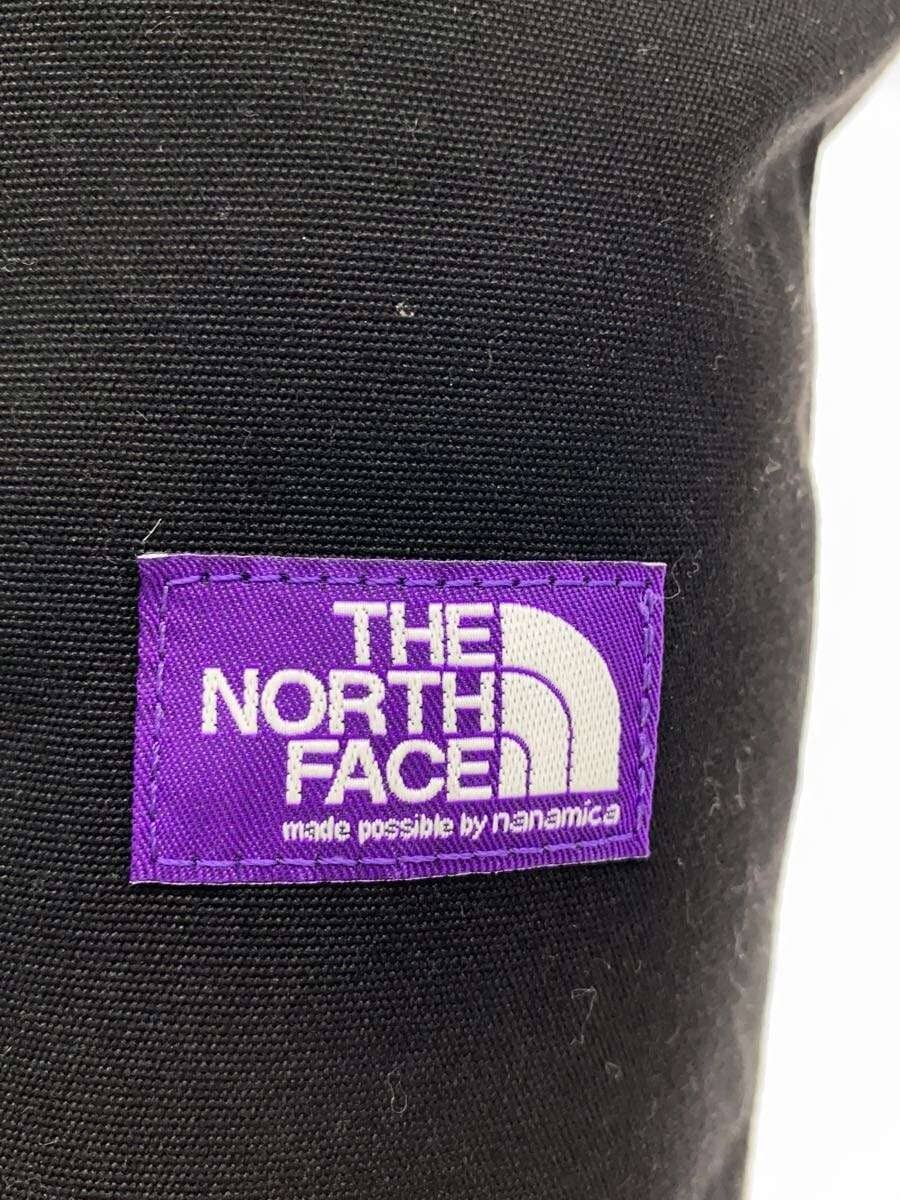 THE
NORTH
FACE
made possible by nanamica